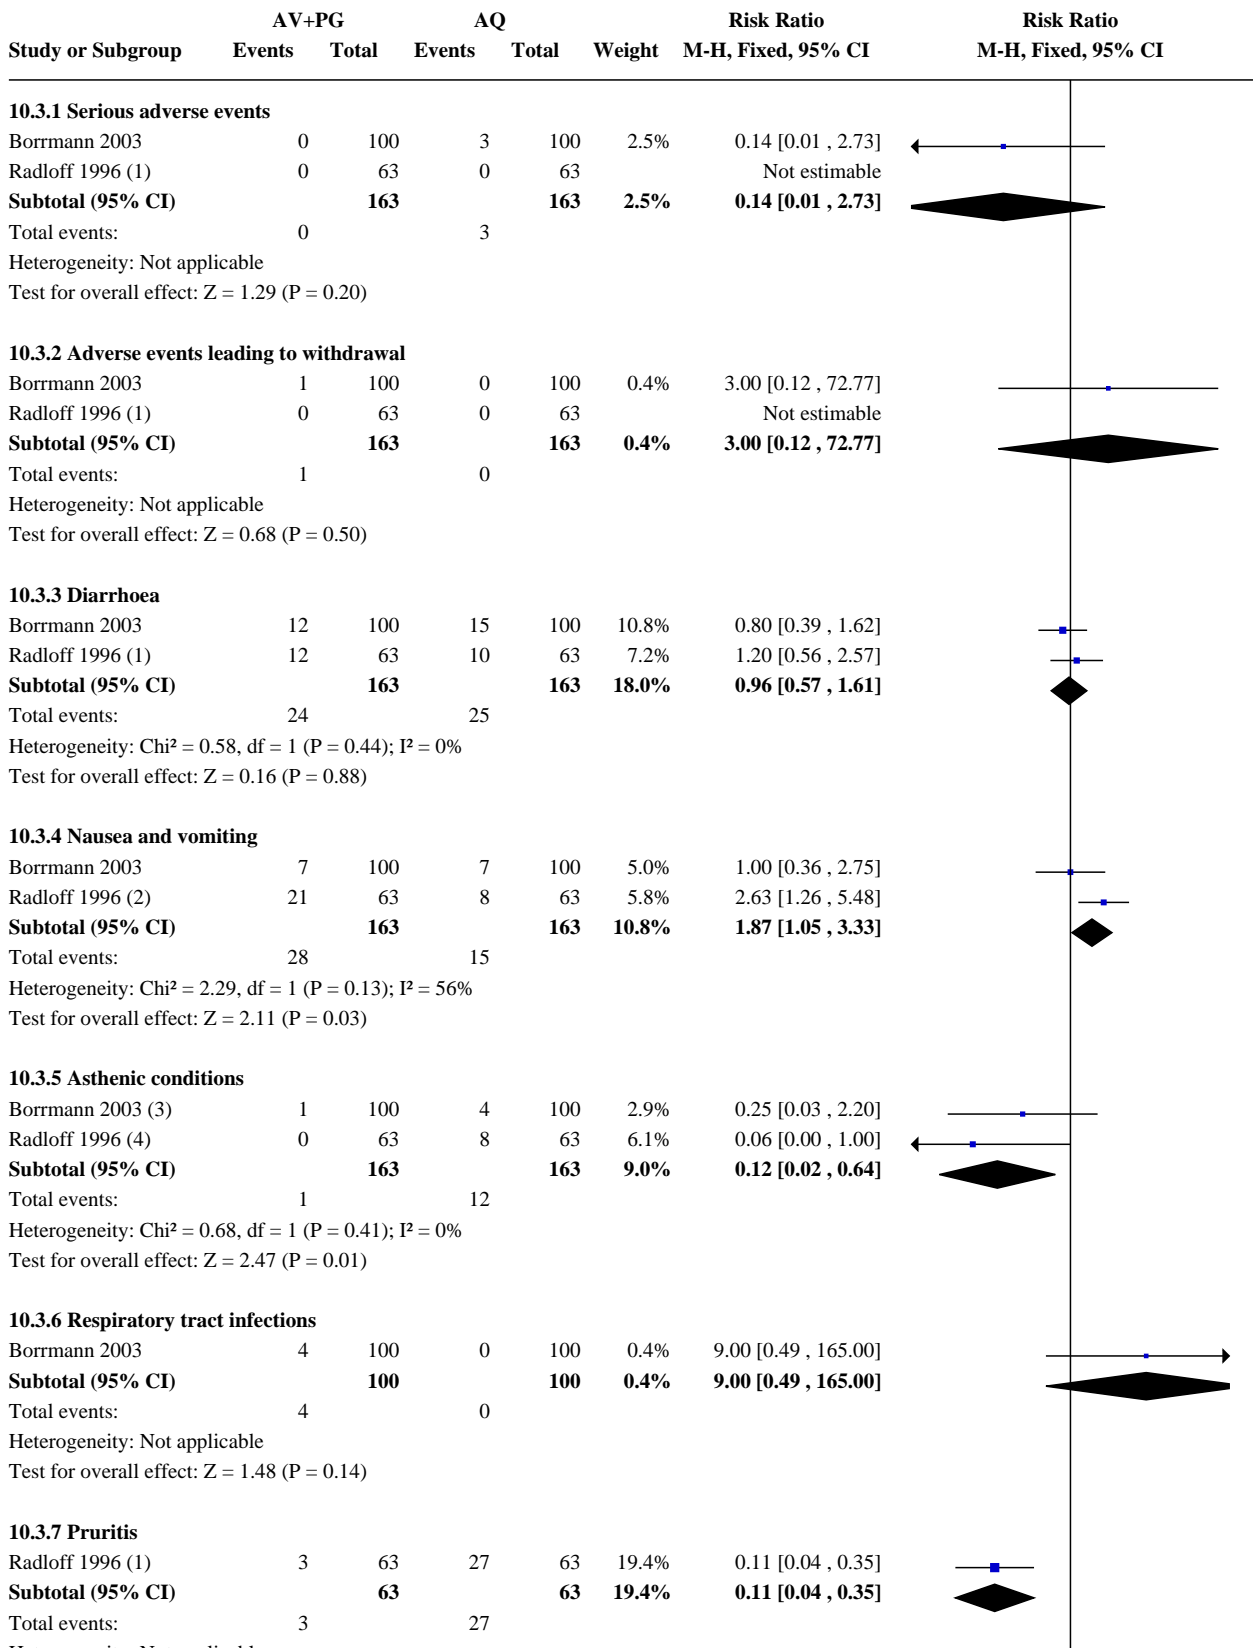 AV+PG AQ Risk Ratio Risk Ratio
Study or Subgroup Events Total Events Total Weight M-H, Fixed, 95% CI M-H, Fixed, 95% CI
10.3.1 Serious adverse events
Borrmann 2003 0 100 3 100 2.5% 0.14 [0.01 , 2.73]
Radloff 1996 (1) 0 63 0 63 Not estimable
Subtotal (95% CI) 163 163 2.5% 0.14 [0.01 , 2.73]
Total events: 0 3
Heterogeneity: Not applicable
Test for overall effect: Z = 1.29 (P = 0.20)
10.3.2 Adverse events leading to withdrawal
Borrmann 2003 1 100 0 100 0.4% 3.00 [0.12 , 72.77]
Radloff 1996 (1) 0 63 0 63 Not estimable
Subtotal (95% CI) 163 163 0.4% 3.00 [0.12 , 72.77]
Total events: 1 0
Heterogeneity: Not applicable
Test for overall effect: Z = 0.68 (P = 0.50)
10.3.3 Diarrhoea
Borrmann 2003 12 100 15 100 10.8% 0.80 [0.39 , 1.62]
Radloff 1996 (1) 12 63 10 63 7.2% 1.20 [0.56 , 2.57]
Subtotal (95% CI) 163 163 18.0% 0.96 [0.57 , 1.61]
Total events: 24 25
Heterogeneity: Chi² = 0.58, df = 1 (P = 0.44); I² = 0%
Test for overall effect: Z = 0.16 (P = 0.88)
10.3.4 Nausea and vomiting
Borrmann 2003 7 100 7 100 5.0% 1.00 [0.36 , 2.75]
Radloff 1996 (2) 21 63 8 63 5.8% 2.63 [1.26 , 5.48]
Subtotal (95% CI) 163 163 10.8% 1.87 [1.05 , 3.33]
Total events: 28 15
Heterogeneity: Chi² = 2.29, df = 1 (P = 0.13); I² = 56%
Test for overall effect: Z = 2.11 (P = 0.03)
10.3.5 Asthenic conditions
Borrmann 2003 (3) 1 100 4 100 2.9% 0.25 [0.03 , 2.20]
Radloff 1996 (4) 0 63 8 63 6.1% 0.06 [0.00 , 1.00]
Subtotal (95% CI) 163 163 9.0% 0.12 [0.02 , 0.64]
Total events: 1 12
Heterogeneity: Chi² = 0.68, df = 1 (P = 0.41); I² = 0%
Test for overall effect: Z = 2.47 (P = 0.01)
10.3.6 Respiratory tract infections
Borrmann 2003 4 100 0 100 0.4% 9.00 [0.49 , 165.00]
Subtotal (95% CI) 100 100 0.4% 9.00 [0.49 , 165.00]
Total events: 4 0
Heterogeneity: Not applicable
Test for overall effect: Z = 1.48 (P = 0.14)
10.3.7 Pruritis
Radloff 1996 (1) 3 63 27 63 19.4% 0.11 [0.04 , 0.35]
Subtotal (95% CI) 63 63 19.4% 0.11 [0.04 , 0.35]
Total events: 3 27